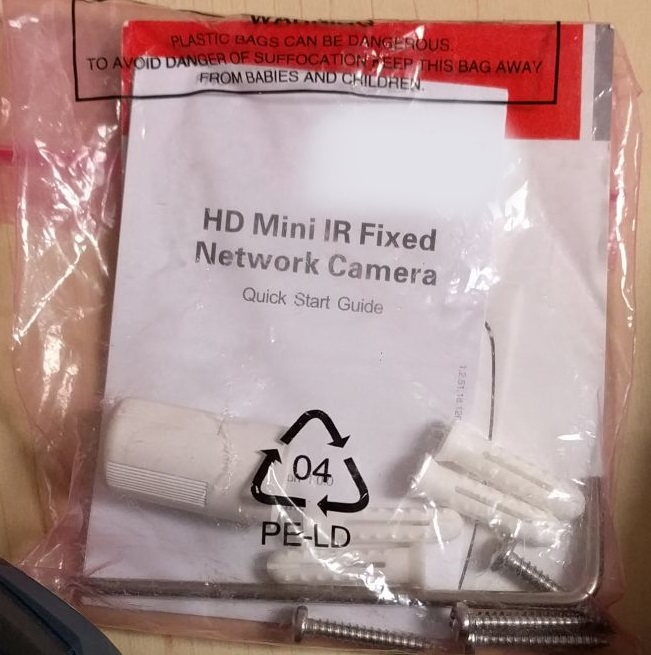 WARNING
PLASTIC BAGS CAN BE DANGEROUS.
TO AVOID DANGER OF SUFFOCATION KEEP THIS BAG AWAY
FROM BABIES AND CHILDREN.
HD Mini IR Fixed
Network Camera
Quick Start Guide
04
PE-LD